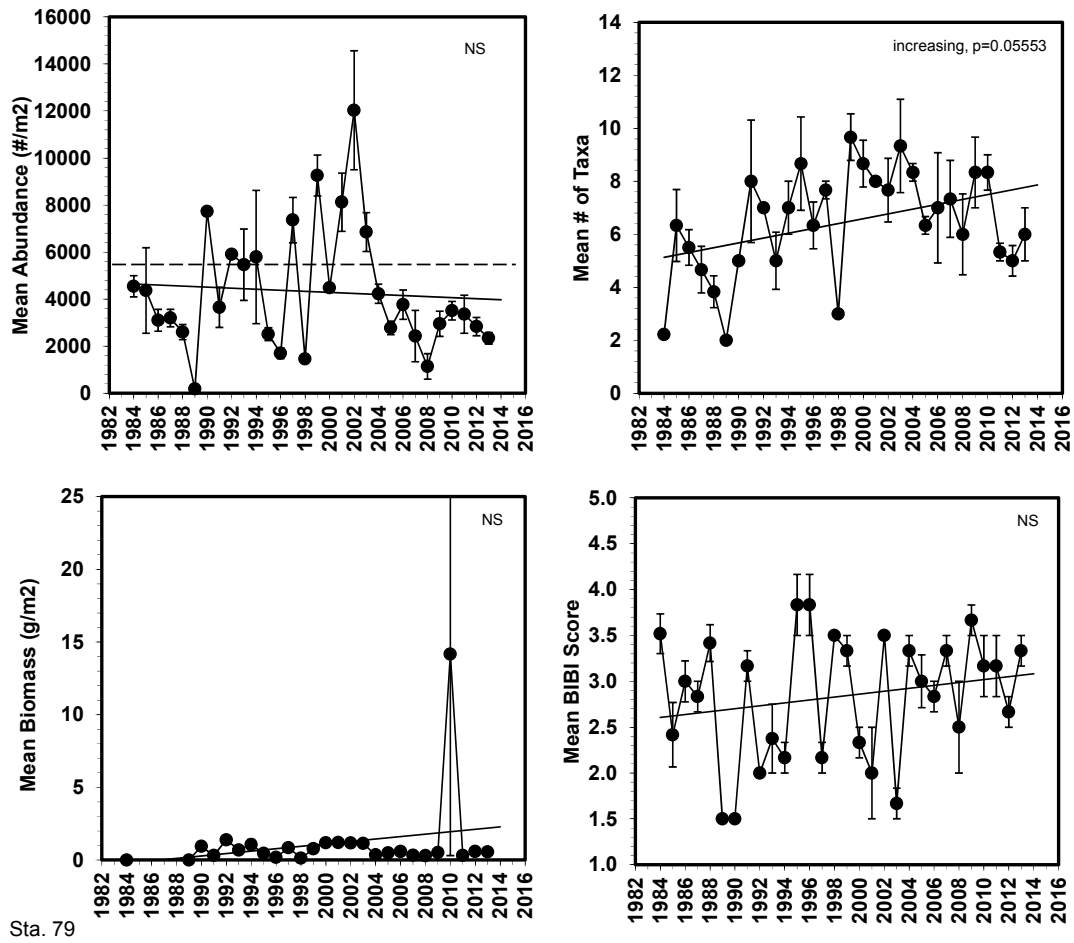 16000
14000
12000
10000
8000
6000
4000
2000
0
Mean Abundance (#/m2)
NS
1982 1984 1986 1988 1990 1992 1994 1996 1998 2000 2002 2004 2006 2008 2010 2012 2014 2016
14
12
10
8
6
4
2
0
Mean # of Taxa
increasing, p=0.05553
1982 1984 1986 1988 1990 1992 1994 1996 1998 2000 2002 2004 2006 2008 2010 2012 2014 2016
25
20
15
10
5
0
Mean Biomass (g/m2)
NS
1982 1984 1986 1988 1990 1992 1994 1996 1998 2000 2002 2004 2006 2008 2010 2012 2014 2016
5.0
4.5
4.0
3.5
3.0
2.5
2.0
1.5
1.0
Mean BIBI Score
NS
1982 1984 1986 1988 1990 1992 1994 1996 1998 2000 2002 2004 2006 2008 2010 2012 2014 2016
Sta. 79